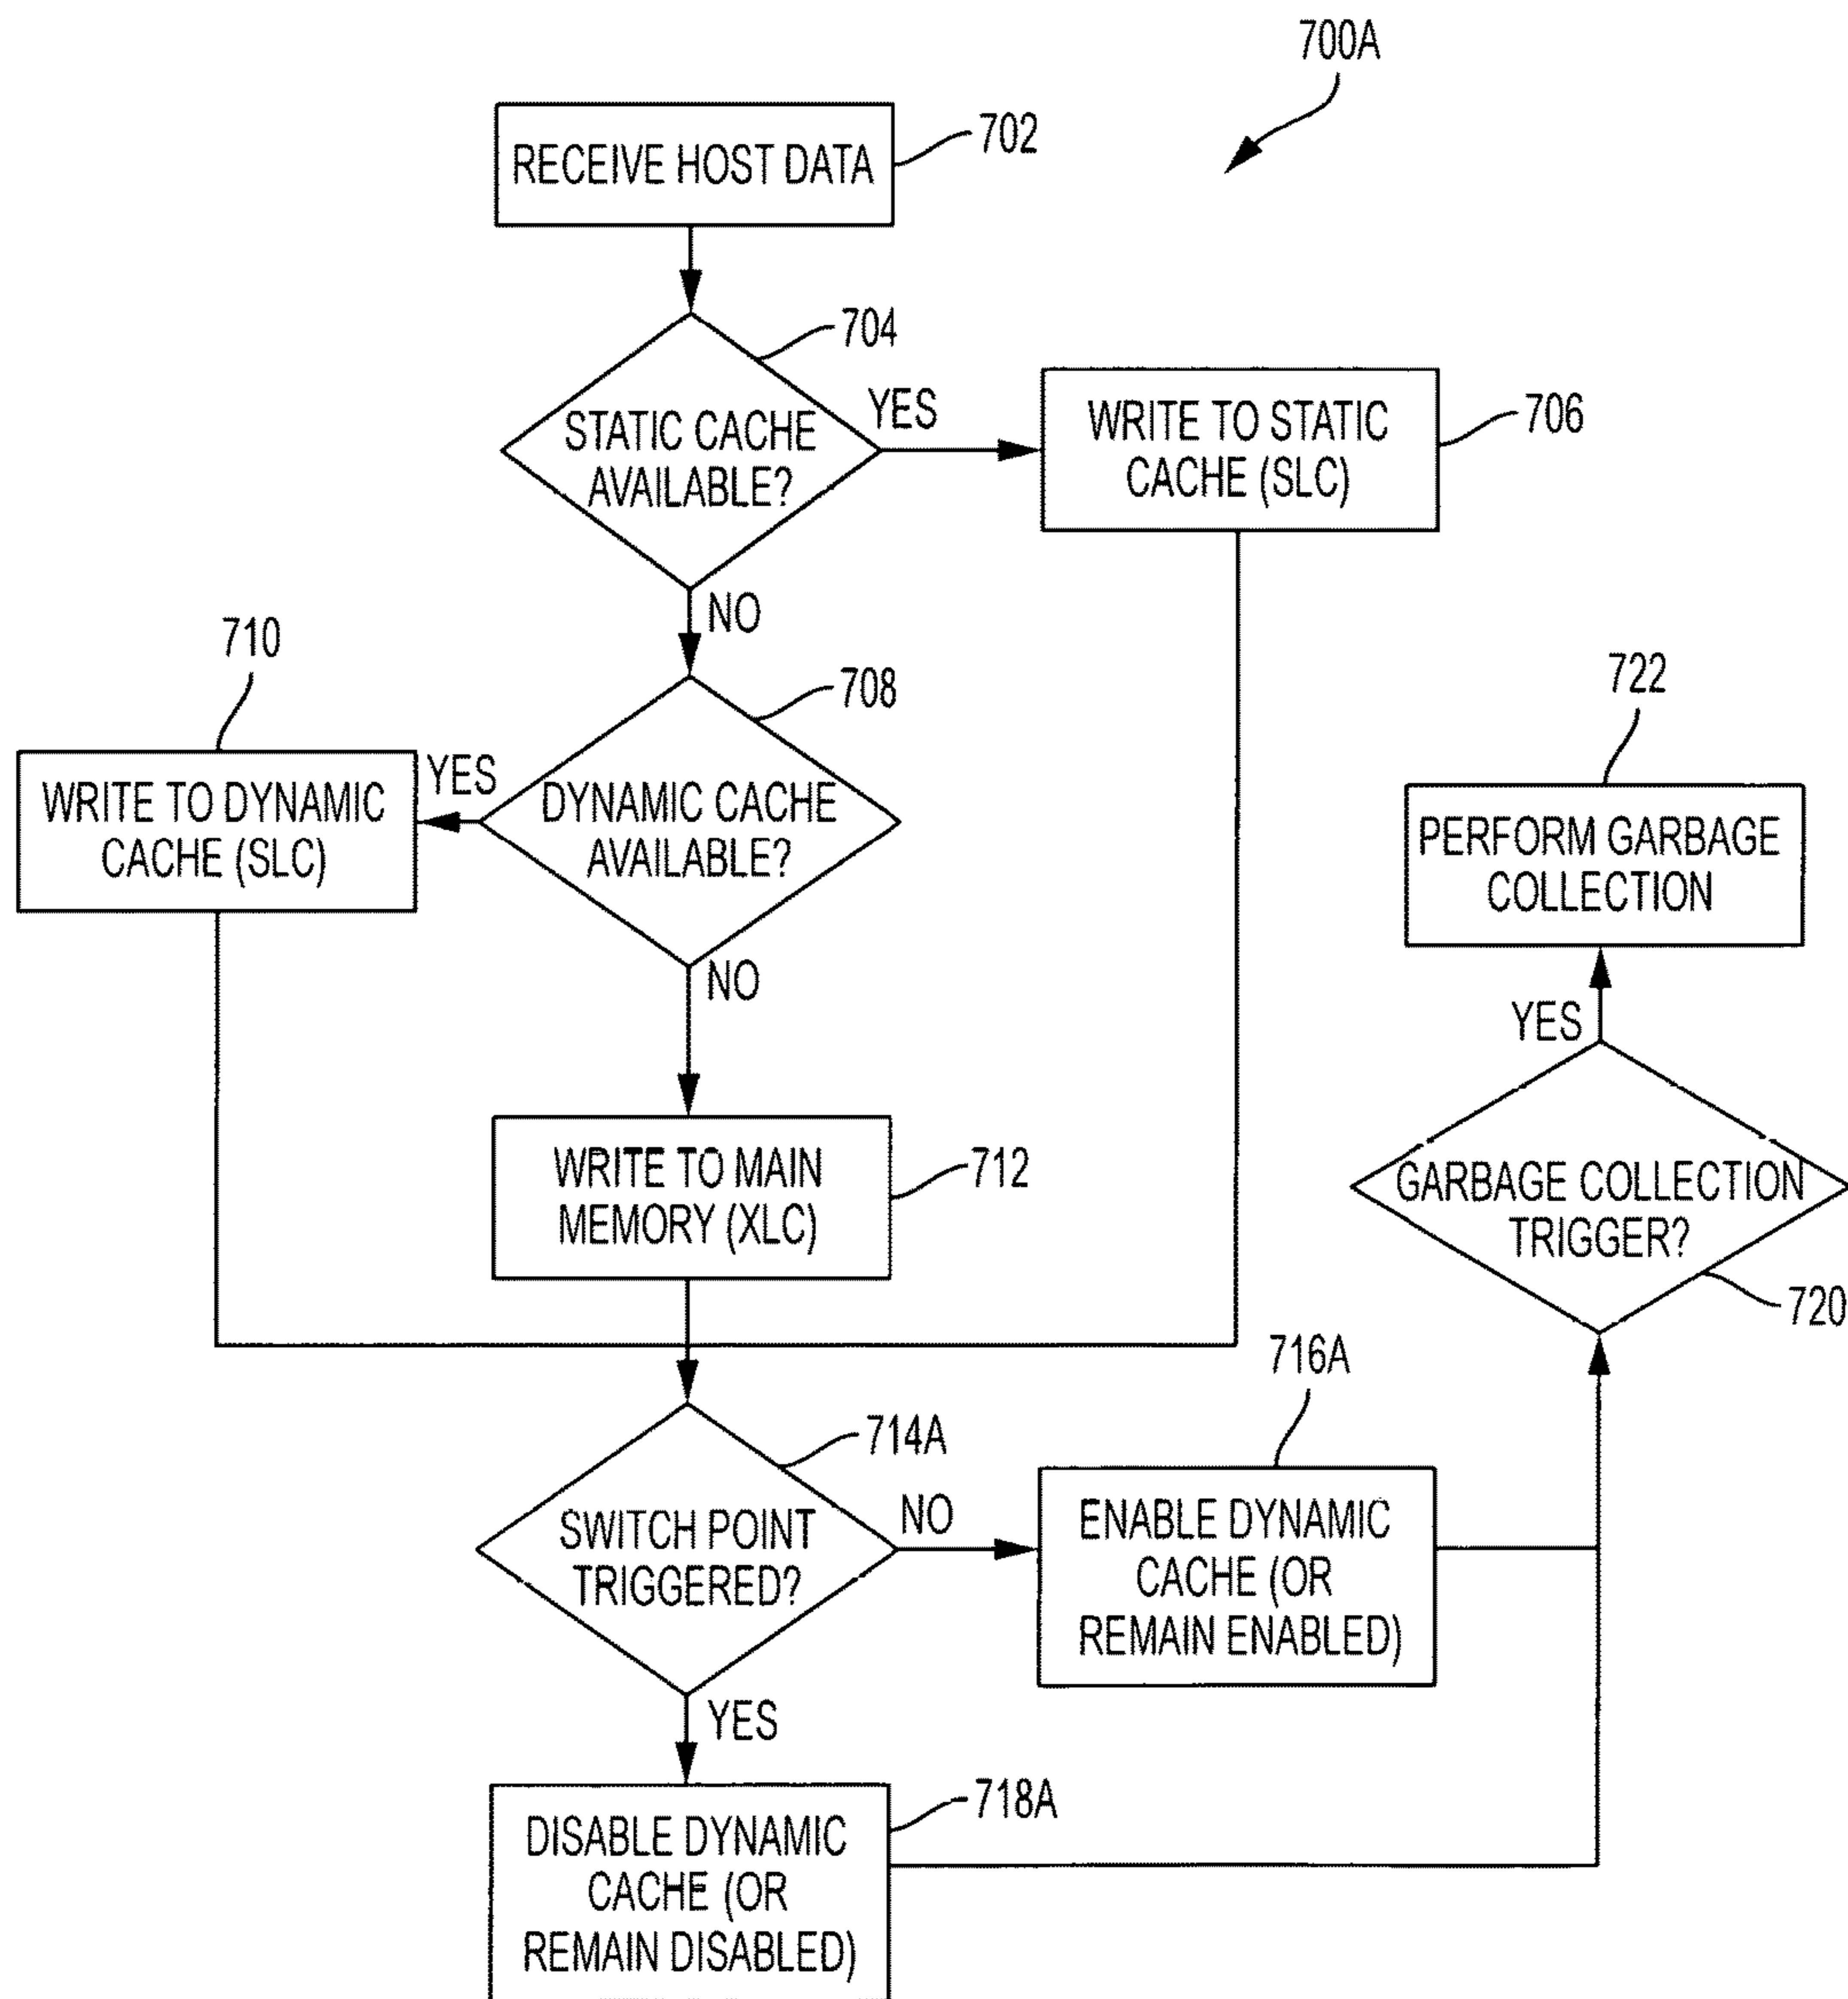 700A
RECEIVE HOST DATA
702
704
STATIC CACHE
AVAILABLE?
YES
WRITE TO STATIC
CACHE (SLC)
706
NO
710
708
722
WRITE TO DYNAMIC
CACHE (SLC)
YES
DYNAMIC CACHE
AVAILABLE?
PERFORM GARBAGE
COLLECTION
NO
YES
WRITE TO MAIN
MEMORY (XLC)
712
GARBAGE COLLECTION
TRIGGER?
720
716A
714A
SWITCH POINT
TRIGGERED?
NO
ENABLE DYNAMIC
CACHE (OR
REMAIN ENABLED)
YES
718A
DISABLE DYNAMIC
CACHE (OR
REMAIN DISABLED)